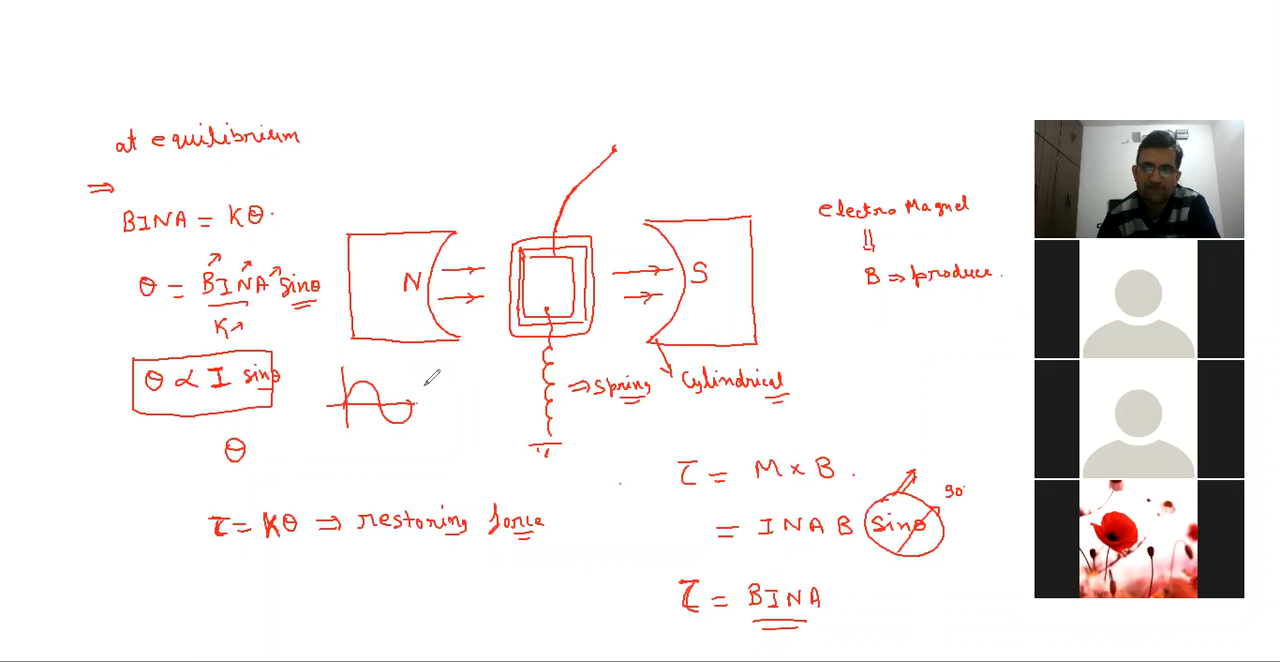 at equilibrium
⇒
BINA = Kθ.
θ = BINA sinθ
K
θ ∝ I sinθ
θ
τ = Kθ ⇒ restoring force
N
S
⇒ Spring
Cylindrical
electro Magnet
⇓
B ⇒ produce.
τ = M × B .
= INAB sinθ
90°
τ = BINA